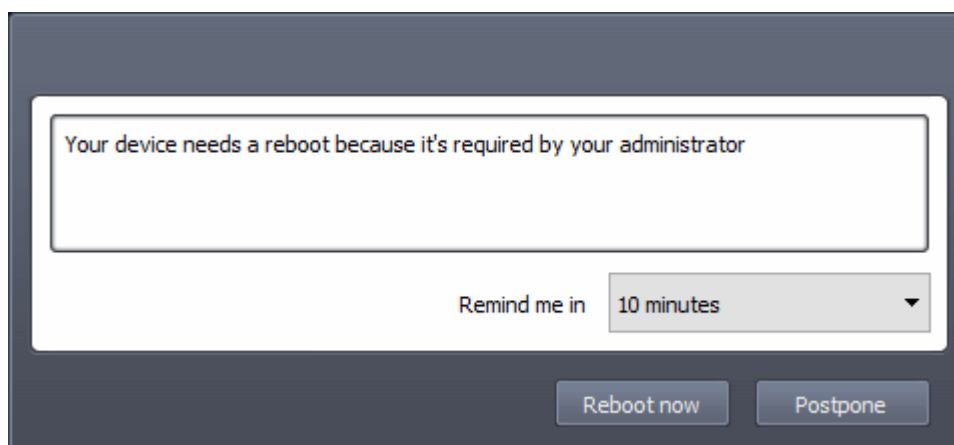 Your device needs a reboot because it's required by your administrator
Remind me in 10 minutes
Reboot now Postpone